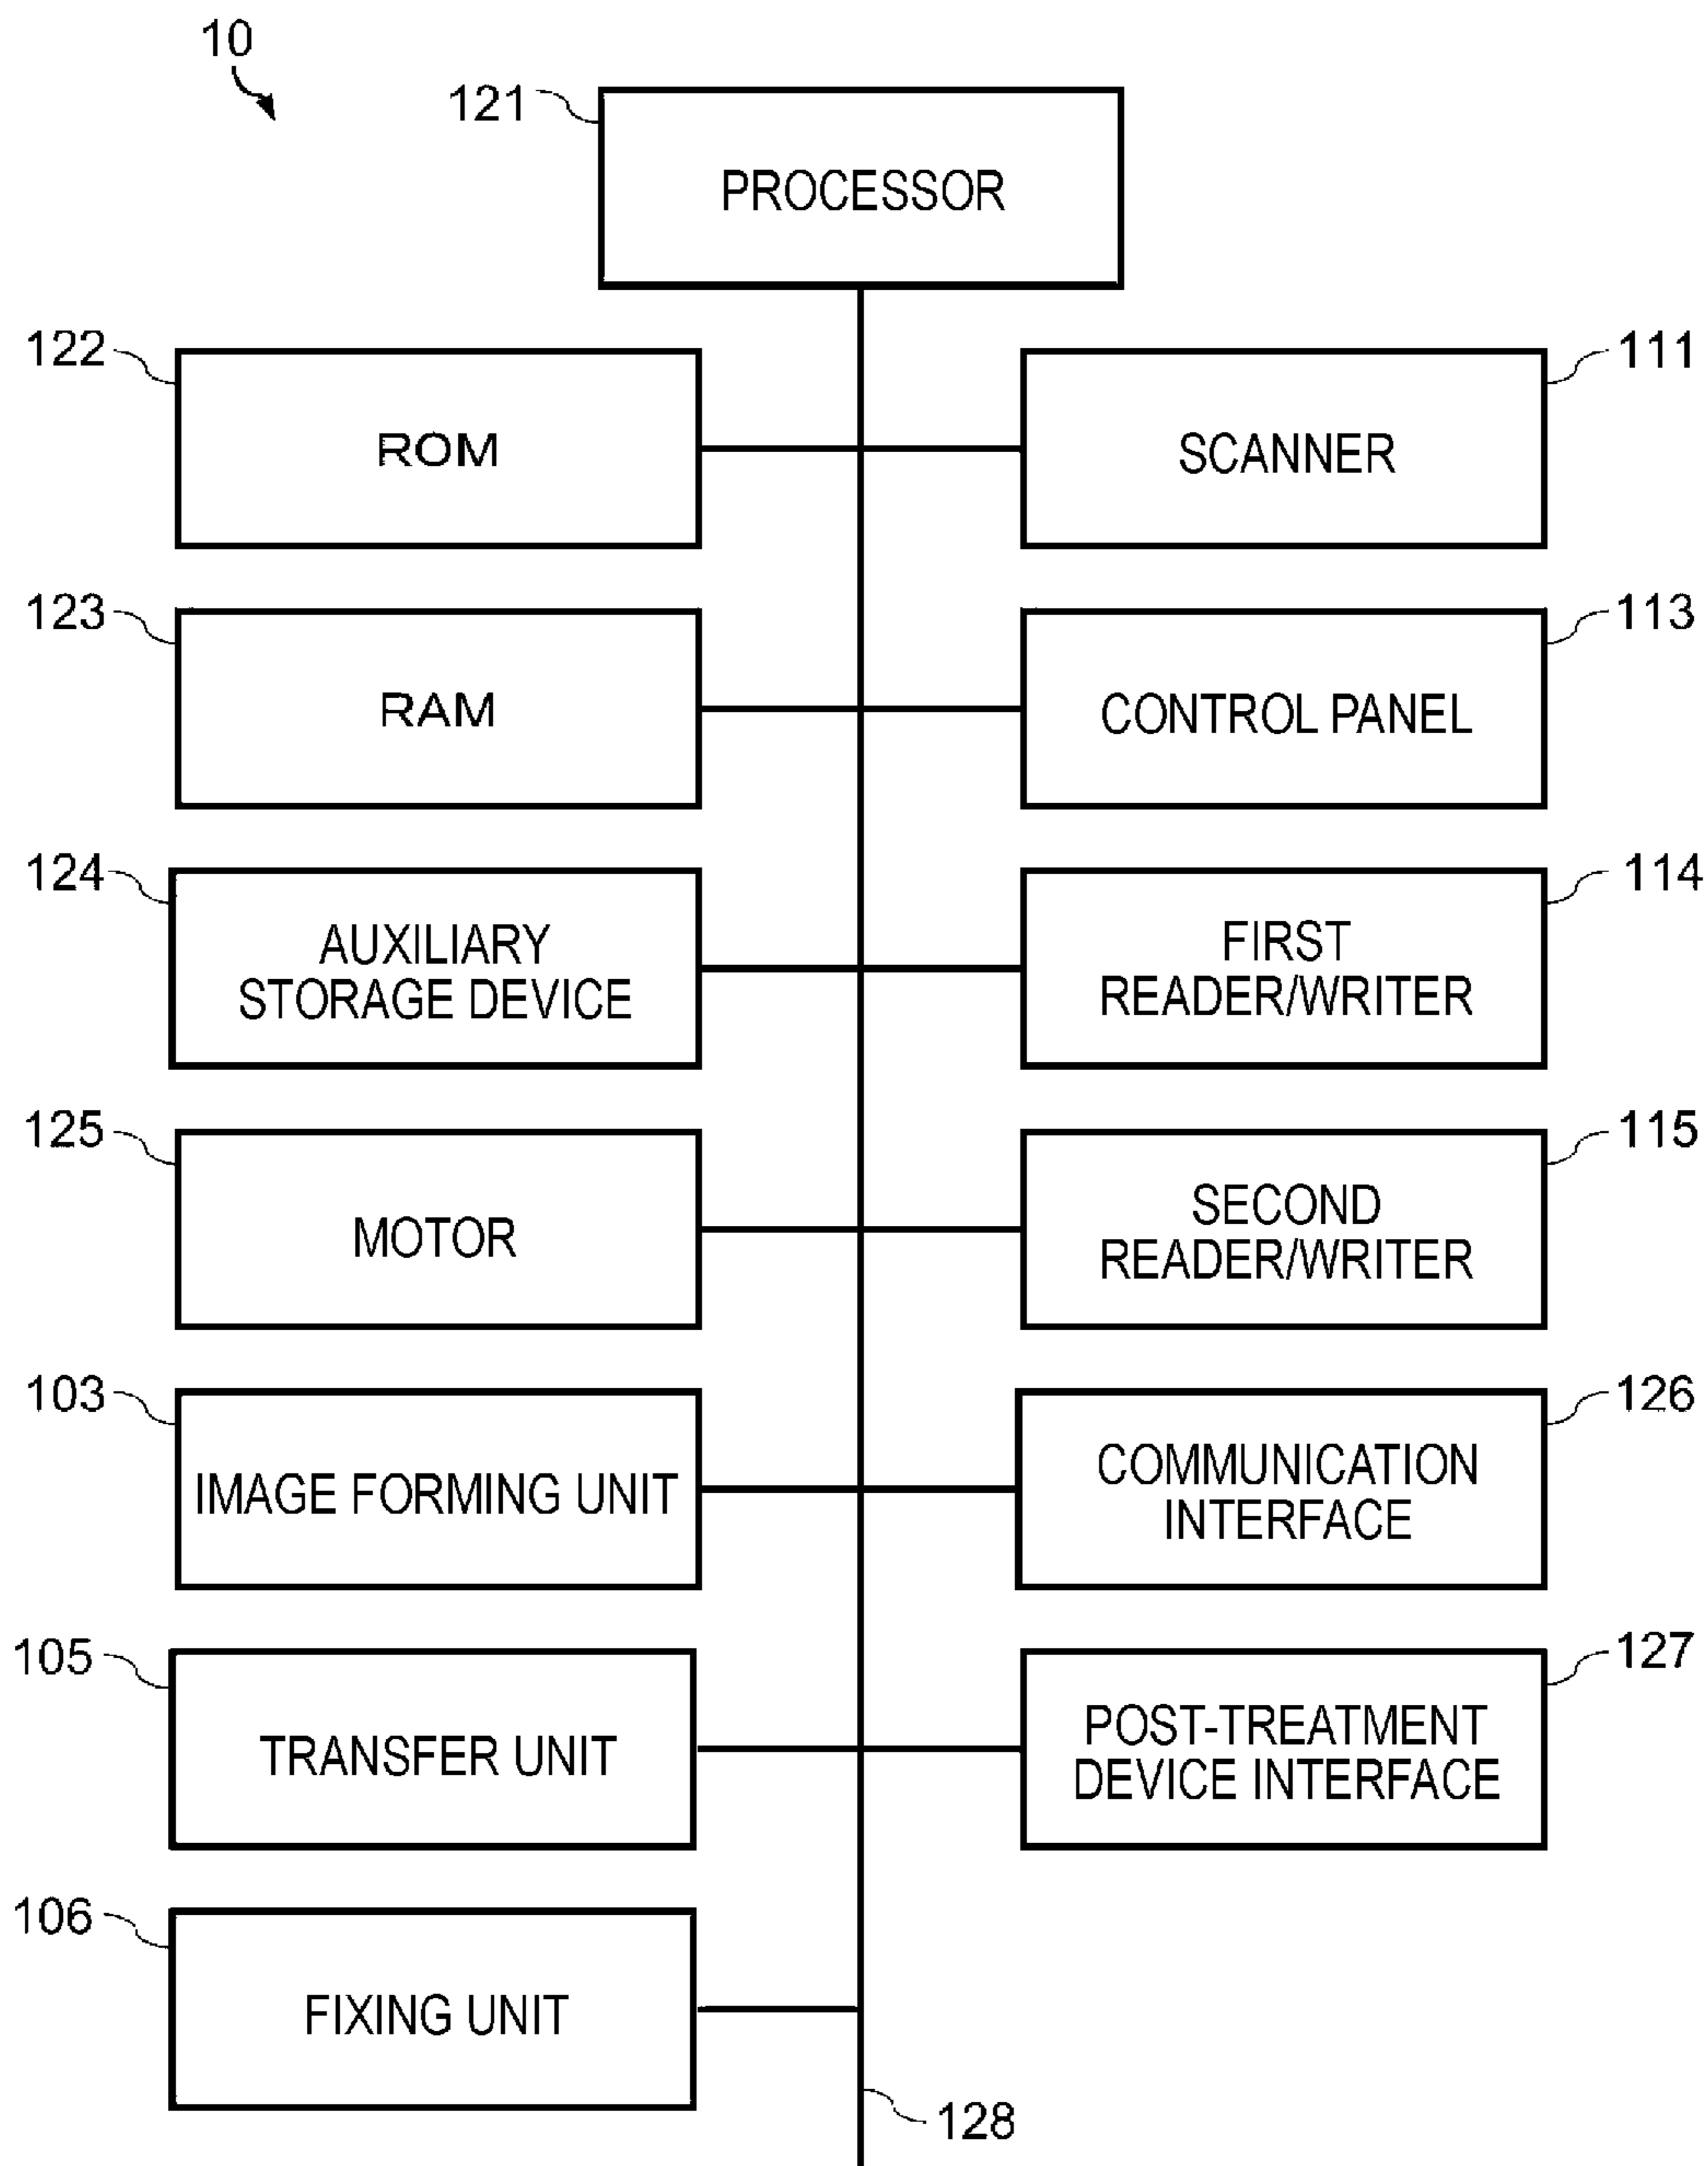 10
121
PROCESSOR
122
ROM
111
SCANNER
123
RAM
113
CONTROL PANEL
124
AUXILIARY
STORAGE DEVICE
114
FIRST
READER/WRITER
125
MOTOR
115
SECOND
READER/WRITER
103
IMAGE FORMING UNIT
126
COMMUNICATION
INTERFACE
105
TRANSFER UNIT
127
POST-TREATMENT
DEVICE INTERFACE
106
FIXING UNIT
128